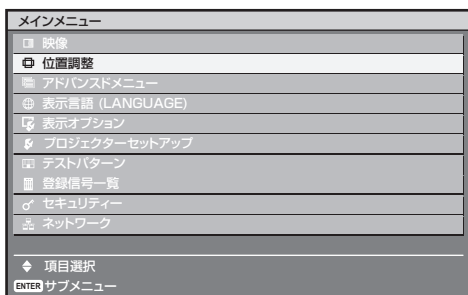 メインメニュー
映像
位置調整
アドバンスドメニュー
表示言語 (LANGUAGE)
表示オプション
プロジェクターセットアップ
テストパターン
登録信号一覧
セキュリティー
ネットワーク
項目選択
ENTER サブメニュー